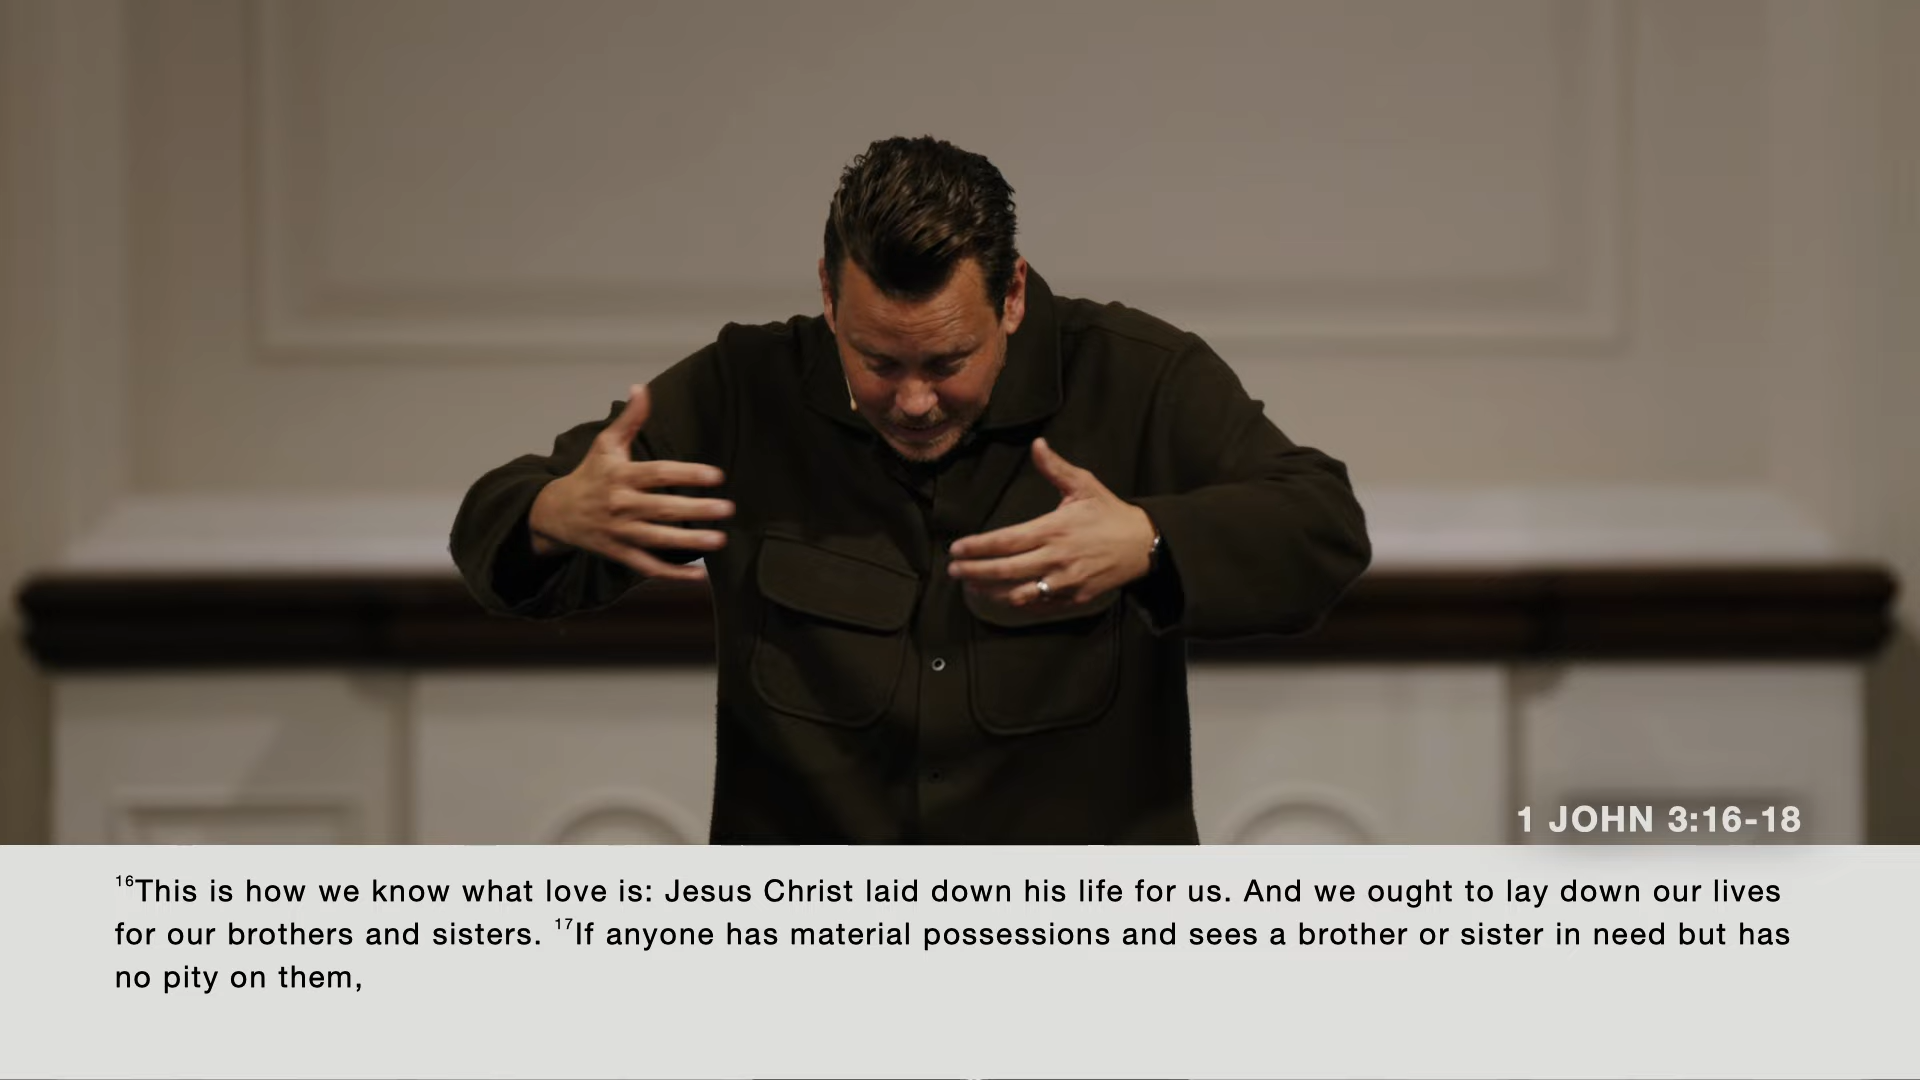 1 JOHN 3:16-18
16This is how we know what love is: Jesus Christ laid down his life for us. And we ought to lay down our lives
for our brothers and sisters. 17If anyone has material possessions and sees a brother or sister in need but has
no pity on them,